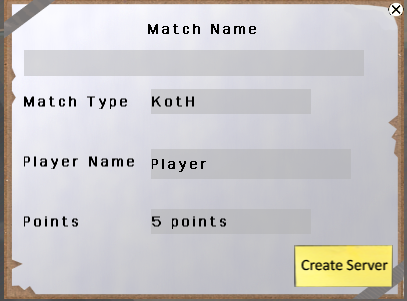 Match Name
Match Type KotH
Player Name Player
Points 5 points
Create Server